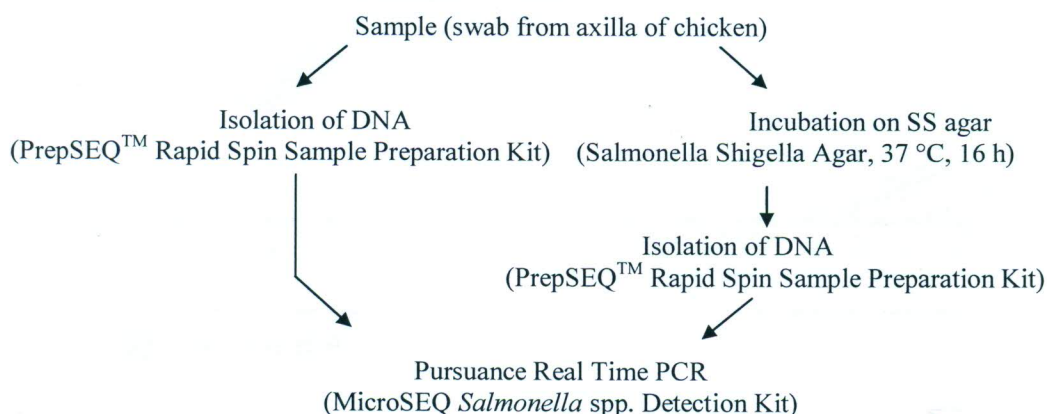 Sample (swab from axilla of chicken)
Isolation of DNA
(PrepSEQ™ Rapid Spin Sample Preparation Kit)
Incubation on SS agar
(Salmonella Shigella Agar, 37 °C, 16 h)
Isolation of DNA
(PrepSEQ™ Rapid Spin Sample Preparation Kit)
Pursuance Real Time PCR
(MicroSEQ Salmonella spp. Detection Kit)